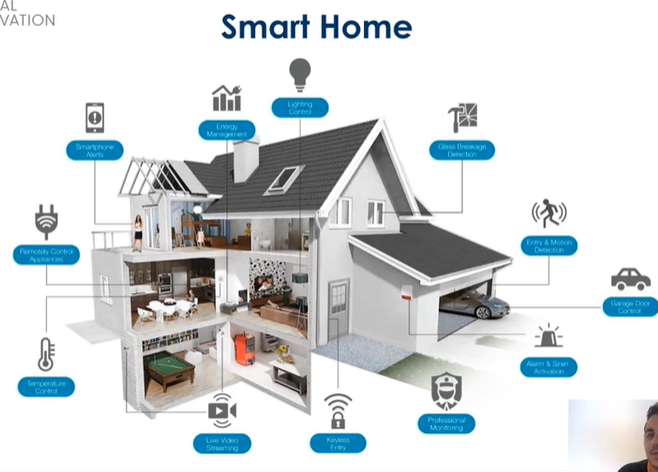 AL
VATION
Smart Home
Lighting
Control
Energy
Management
Smartphone
Alerts
Glass Breakage
Detection
Remotely Control
Appliances
Entry & Motion
Detection
Garage Door
Control
Temperature
Control
Alarm & Siren
Activation
Professional
Monitoring
Live Video
Streaming
Keyless
Entry